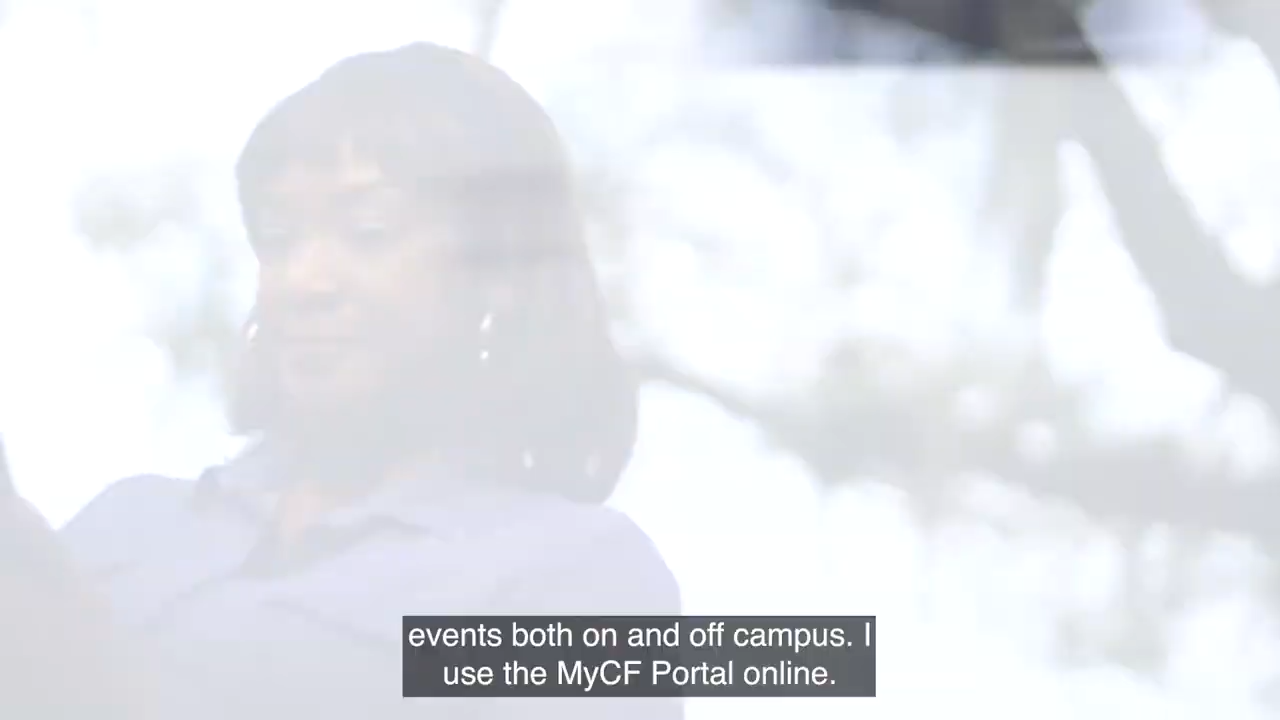 events both on and off campus. I
use the MyCF Portal online.